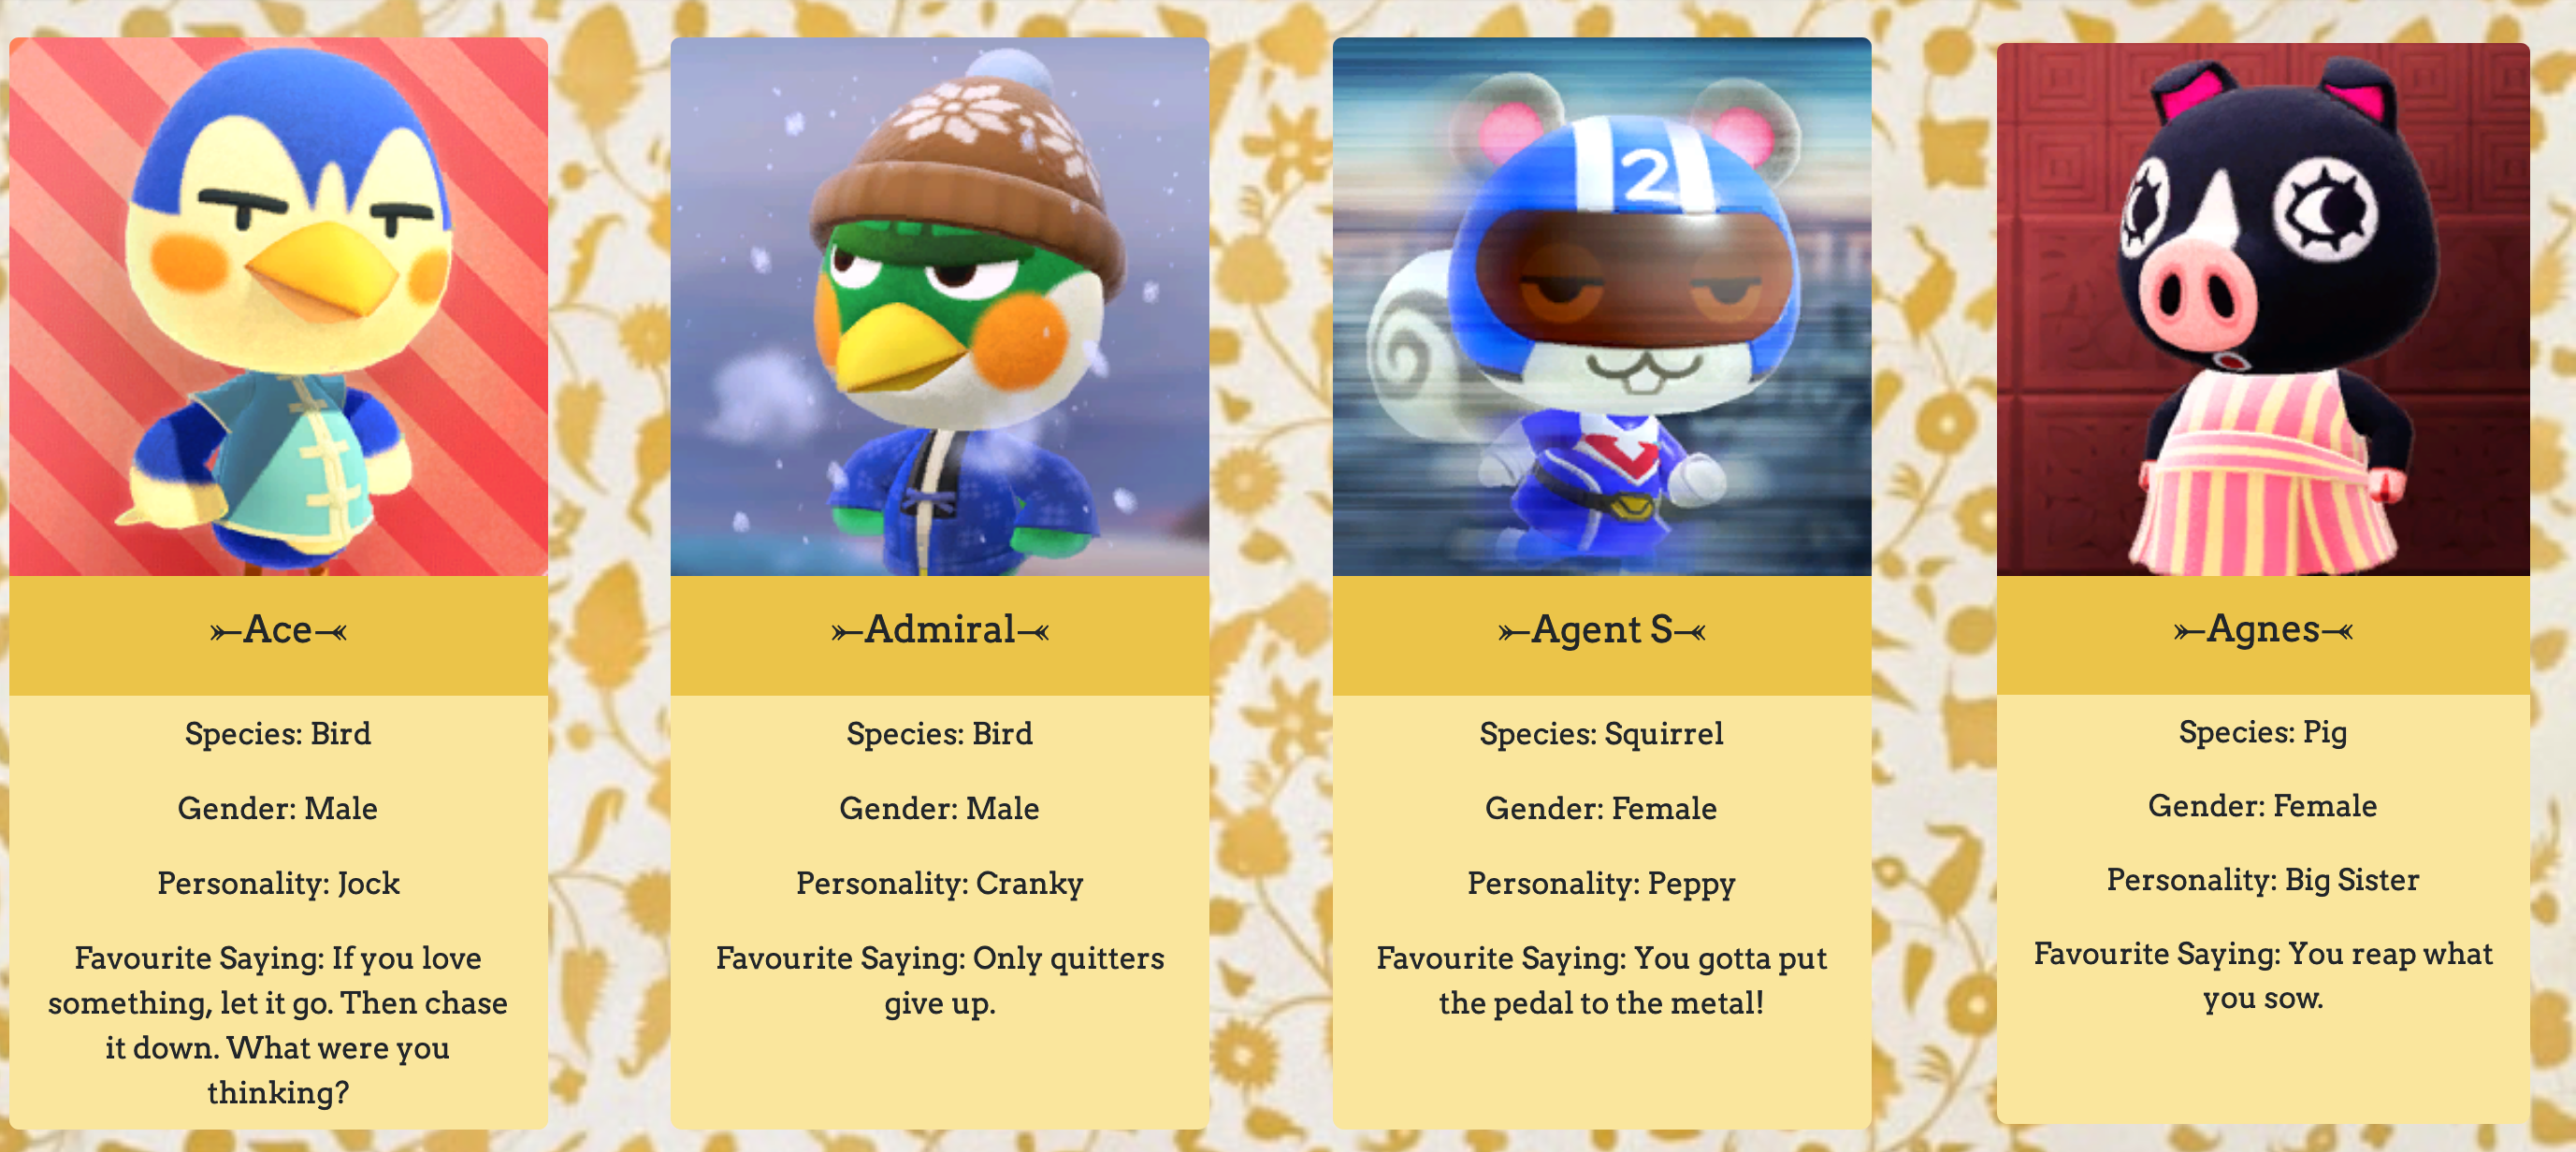 Ace
Species: Bird
Gender: Male
Personality: Jock
Favourite Saying: If you love
something, let it go. Then chase
it down. What were you
thinking?
Admiral
Species: Bird
Gender: Male
Personality: Cranky
Favourite Saying: Only quitters
give up.
2
Agent S
Species: Squirrel
Gender: Female
Personality: Peppy
Favourite Saying: You gotta put
the pedal to the metal!
Agnes
Species: Pig
Gender: Female
Personality: Big Sister
Favourite Saying: You reap what
you sow.